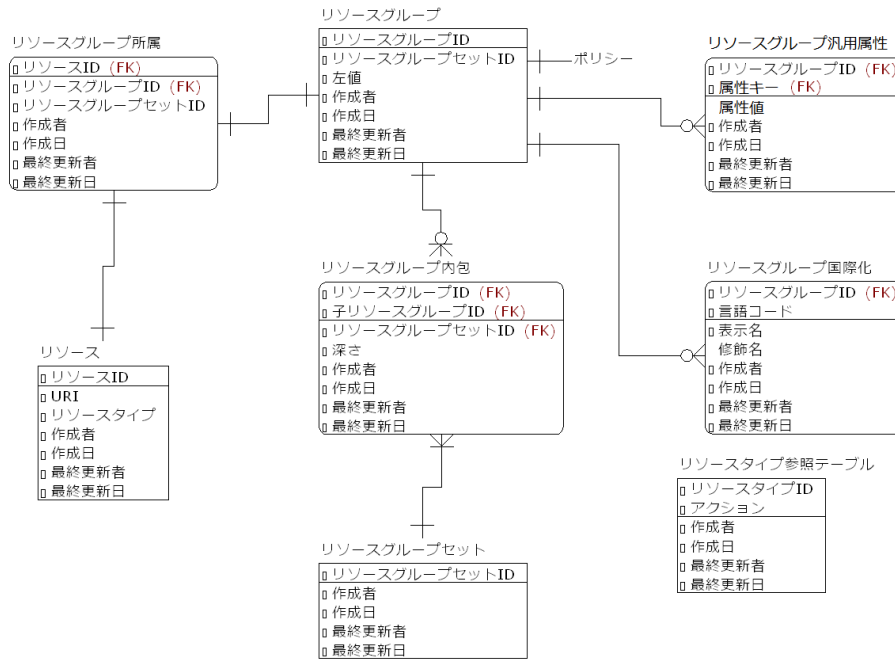 リソースグループ所属
リソースID (FK)
リソースグループID (FK)
リソースグループセットID
作成者
作成日
最終更新者
最終更新日
リソースグループ
リソースグループID
リソースグループセットID
左値
作成者
作成日
最終更新者
最終更新日
ポリシー
リソースグループ汎用属性
リソースグループID (FK)
属性キー (FK)
属性値
作成者
作成日
最終更新者
最終更新日
リソース
リソースID
URI
リソースタイプ
作成者
作成日
最終更新者
最終更新日
リソースグループ内包
リソースグループID (FK)
子リソースグループID (FK)
リソースグループセットID (FK)
深さ
作成者
作成日
最終更新者
最終更新日
リソースグループ国際化
リソースグループID (FK)
言語コード
表示名
修飾名
作成者
作成日
最終更新者
最終更新日
リソースグループセット
リソースグループセットID
作成者
作成日
最終更新者
最終更新日
リソースタイプ参照テーブル
リソースタイプID
アクション
作成者
作成日
最終更新者
最終更新日